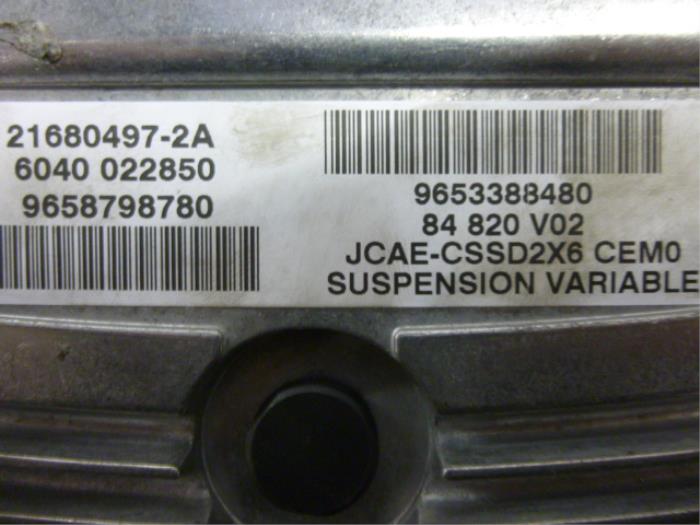 21680497-2A
6040 022850
9658798780
9653388480
84 820 V02
JCAE-CSSD2X6 CEM0
SUSPENSION VARIABLE